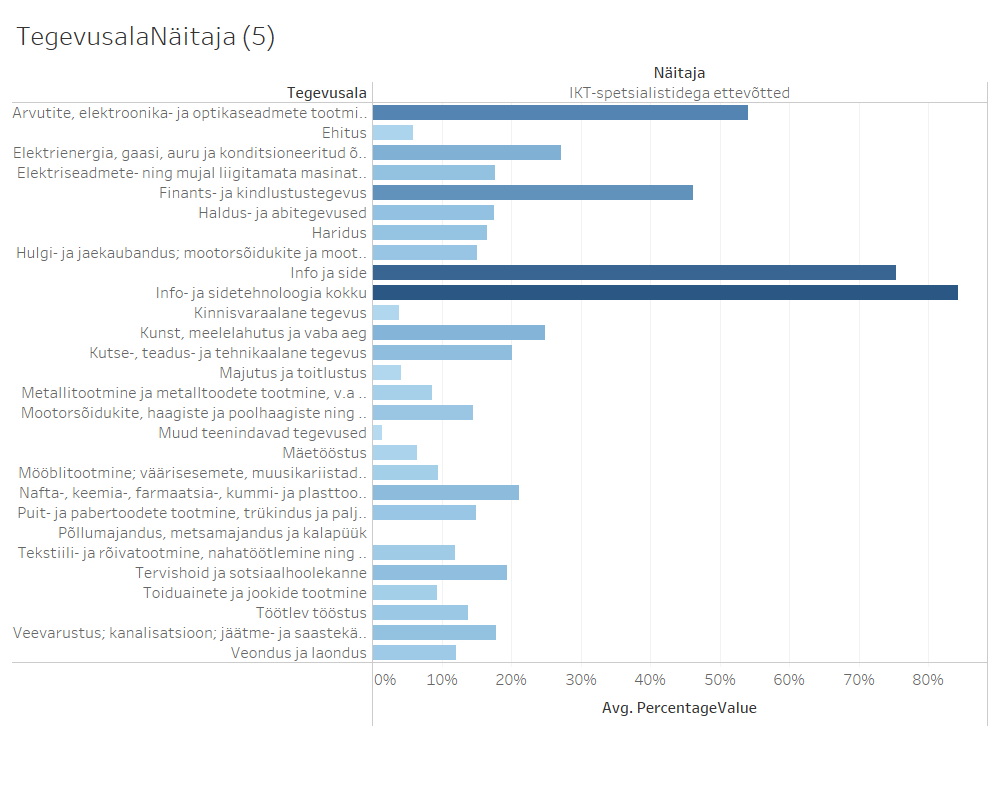 TegevusalaNäitaja (5)
Näitaja
Tegevusala
IKT-spetsialistidega ettevõtted
Arvutite, elektroonika- ja optikaseadmete tootmi..
Ehitus
Elektrienergia, gaasi, auru ja konditsioneeritud õ..
Elektriseadmete- ning mujal liigitamata masinat..
Finants- ja kindlustustegevus
Haldus- ja abitegevused
Haridus
Hulgi- ja jaekaubandus; mootorsõidukite ja moot..
Info ja side
Info- ja sidetehnoloogia kokku
Kinnisvaraalane tegevus
Kunst, meelelahutus ja vaba aeg
Kutse-, teadus- ja tehnikaalane tegevus
Majutus ja toitlustus
Metallitootmine ja metalltoodete tootmine, v.a ..
Mootorsõidukite, haagiste ja poolhaagiste ning ..
Muud teenindavad tegevused
Mäetööstus
Mööblitootmine; väärisesemete, muusikariistad..
Nafta-, keemia-, farmaatsia-, kummi- ja plasttoo..
Puit- ja pabertoodete tootmine, trükindus ja palj..
Põllumajandus, metsamajandus ja kalapüük
Tekstiili- ja rõivatootmine, nahatöötlemine ning ..
Tervishoid ja sotsiaalhoolekanne
Toiduainete ja jookide tootmine
Töötlev tööstus
Veevarustus; kanalisatsioon; jäätme- ja saastekä..
Veondus ja laondus
0% 10% 20% 30% 40% 50% 60% 70% 80%
Avg. PercentageValue